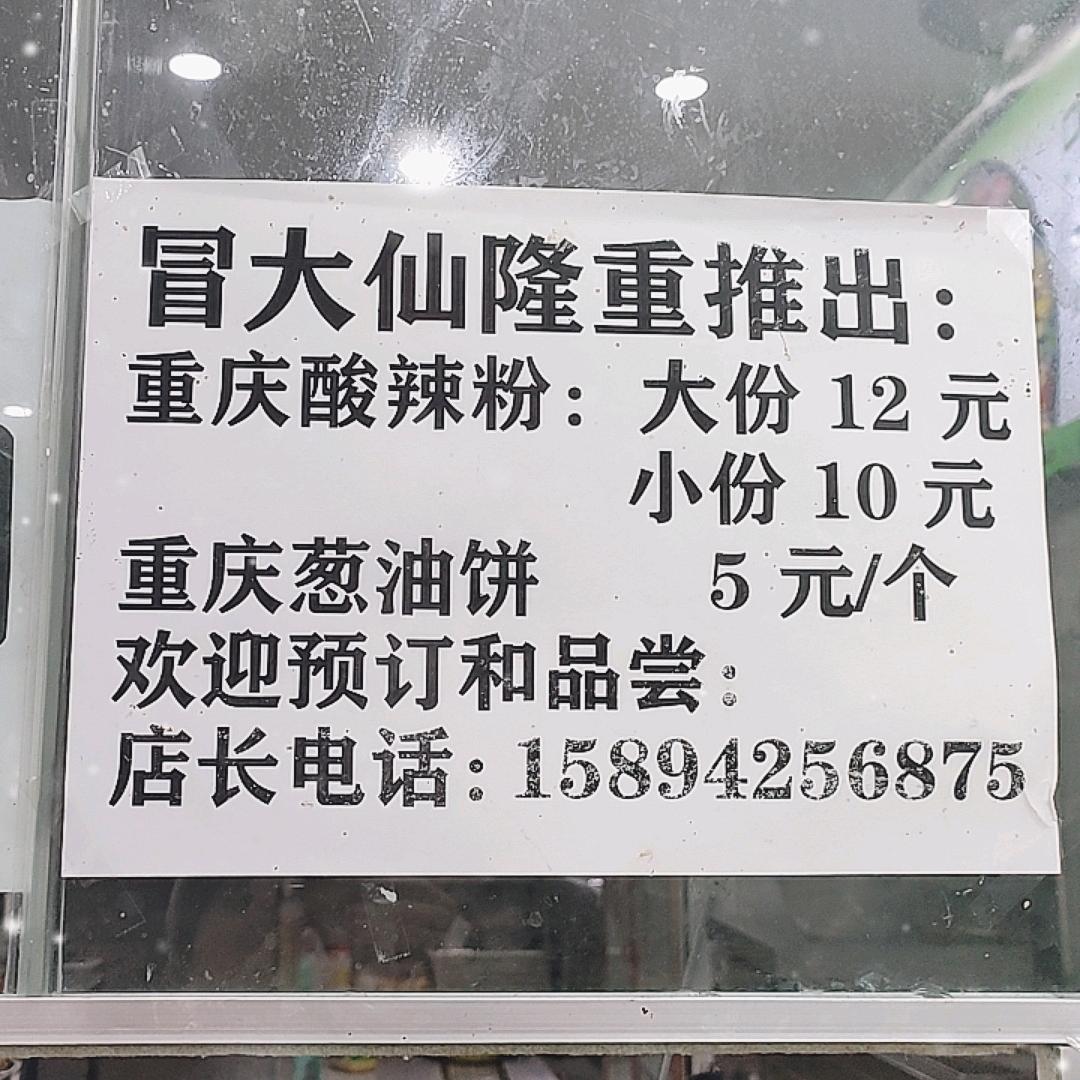 冒大仙隆重推出：
重庆酸辣粉：大份 12 元
小份 10 元
重庆葱油饼 5 元/个
欢迎预订和品尝：
店长电话：15894256875